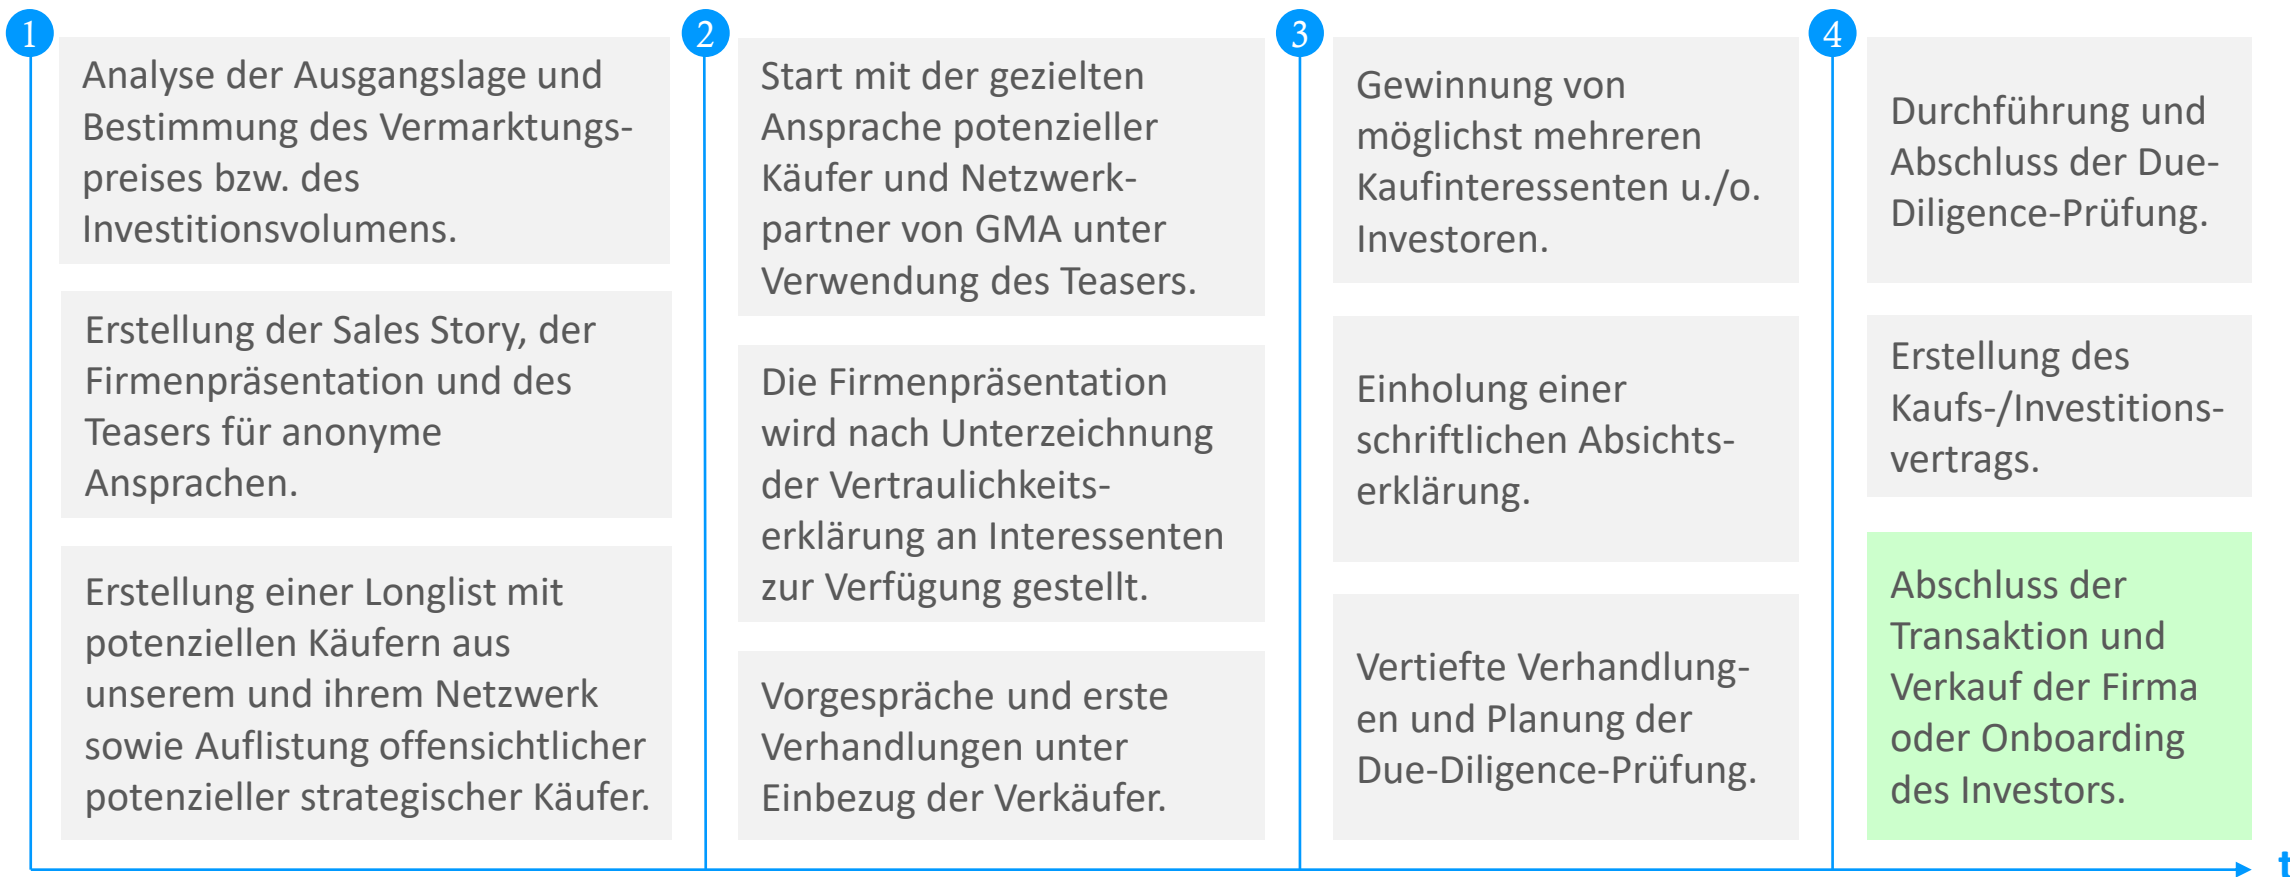 1
Analyse der Ausgangslage und
Bestimmung des Vermarktungs-
preises bzw. des
Investitionsvolumens.
Erstellung der Sales Story, der
Firmenpräsentation und des
Teasers für anonyme
Ansprachen.
Erstellung einer Longlist mit
potenziellen Käufern aus
unserem und ihrem Netzwerk
sowie Auflistung offensichtlicher
potenzieller strategischer Käufer.
2
Start mit der gezielten
Ansprache potenzieller
Käufer und Netzwerk-
partner von GMA unter
Verwendung des Teasers.
Die Firmenpräsentation
wird nach Unterzeichnung
der Vertraulichkeits-
erklärung an Interessenten
zur Verfügung gestellt.
Vorgespräche und erste
Verhandlungen unter
Einbezug der Verkäufer.
3
Gewinnung von
möglichst mehreren
Kaufinteressenten u./o.
Investoren.
Einholung einer
schriftlichen Absichts-
erklärung.
Vertiefte Verhandlung-
en und Planung der
Due-Diligence-Prüfung.
4
Durchführung und
Abschluss der Due-
Diligence-Prüfung.
Erstellung des
Kaufs-/Investitions-
vertrags.
Abschluss der
Transaktion und
Verkauf der Firma
oder Onboarding
des Investors.
t